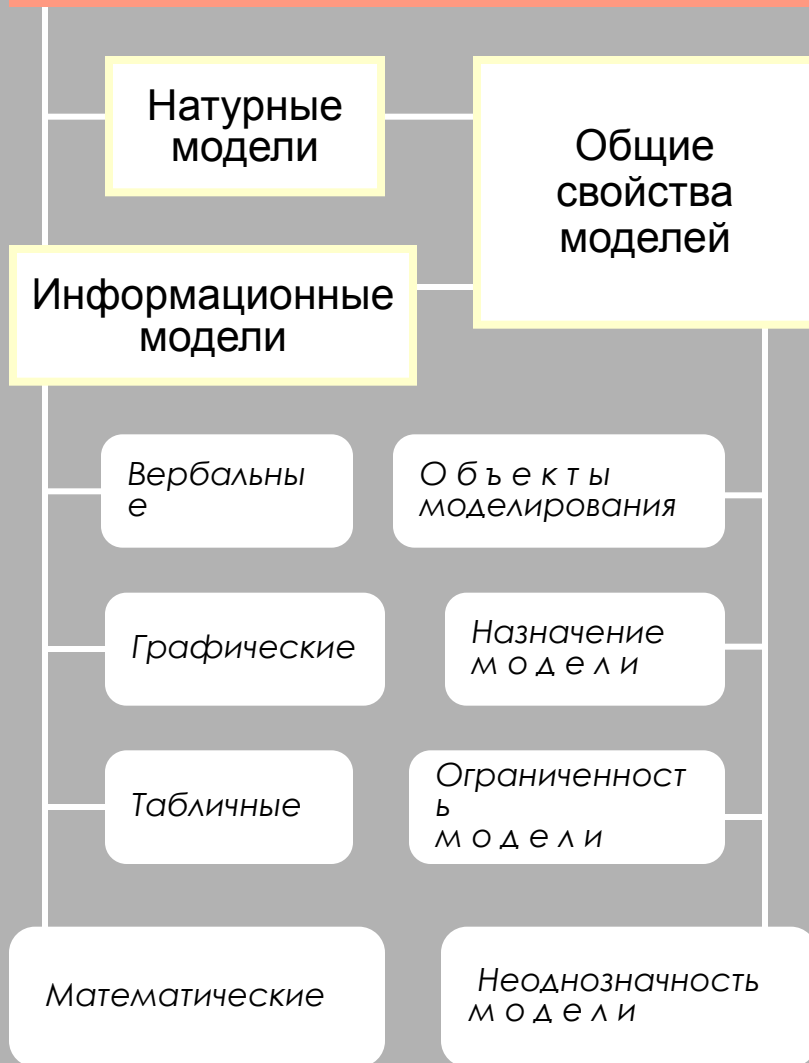 Натурные
модели
Общие
свойства
моделей
Информационные
модели
Вербальны
е
О б ъ е к т ы
моделирования
Графические
Назначение
м о д е л и
Табличные
Ограниченност
ь
м о д е л и
Математические
Неоднозначность
м о д е л и